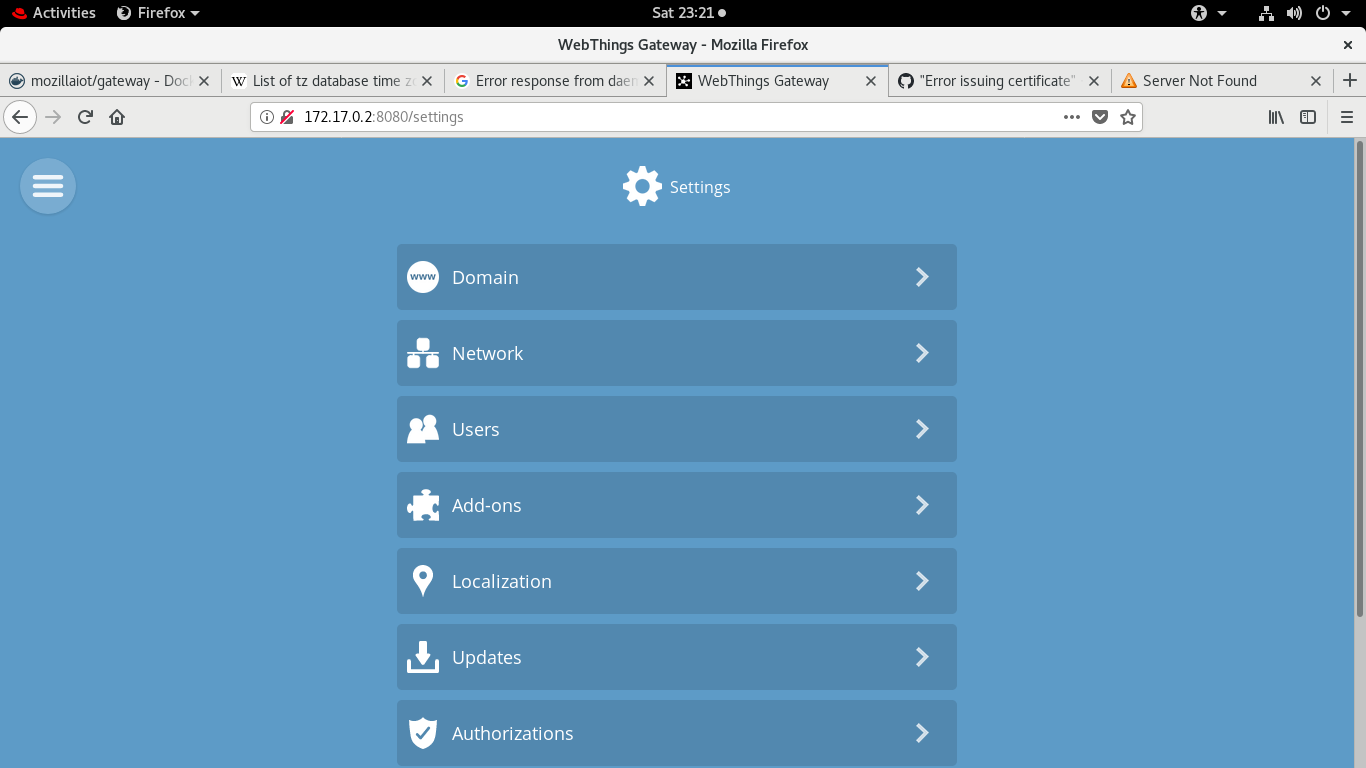 Activities Firefox Sat 23:21
WebThings Gateway - Mozilla Firefox
mozillaiot/gateway - Doc List of tz database time z Error response from daem WebThings Gateway "Error issuing certificate" Server Not Found
172.17.0.2:8080/settings
Settings
www Domain
Network
Users
Add-ons
Localization
Updates
Authorizations